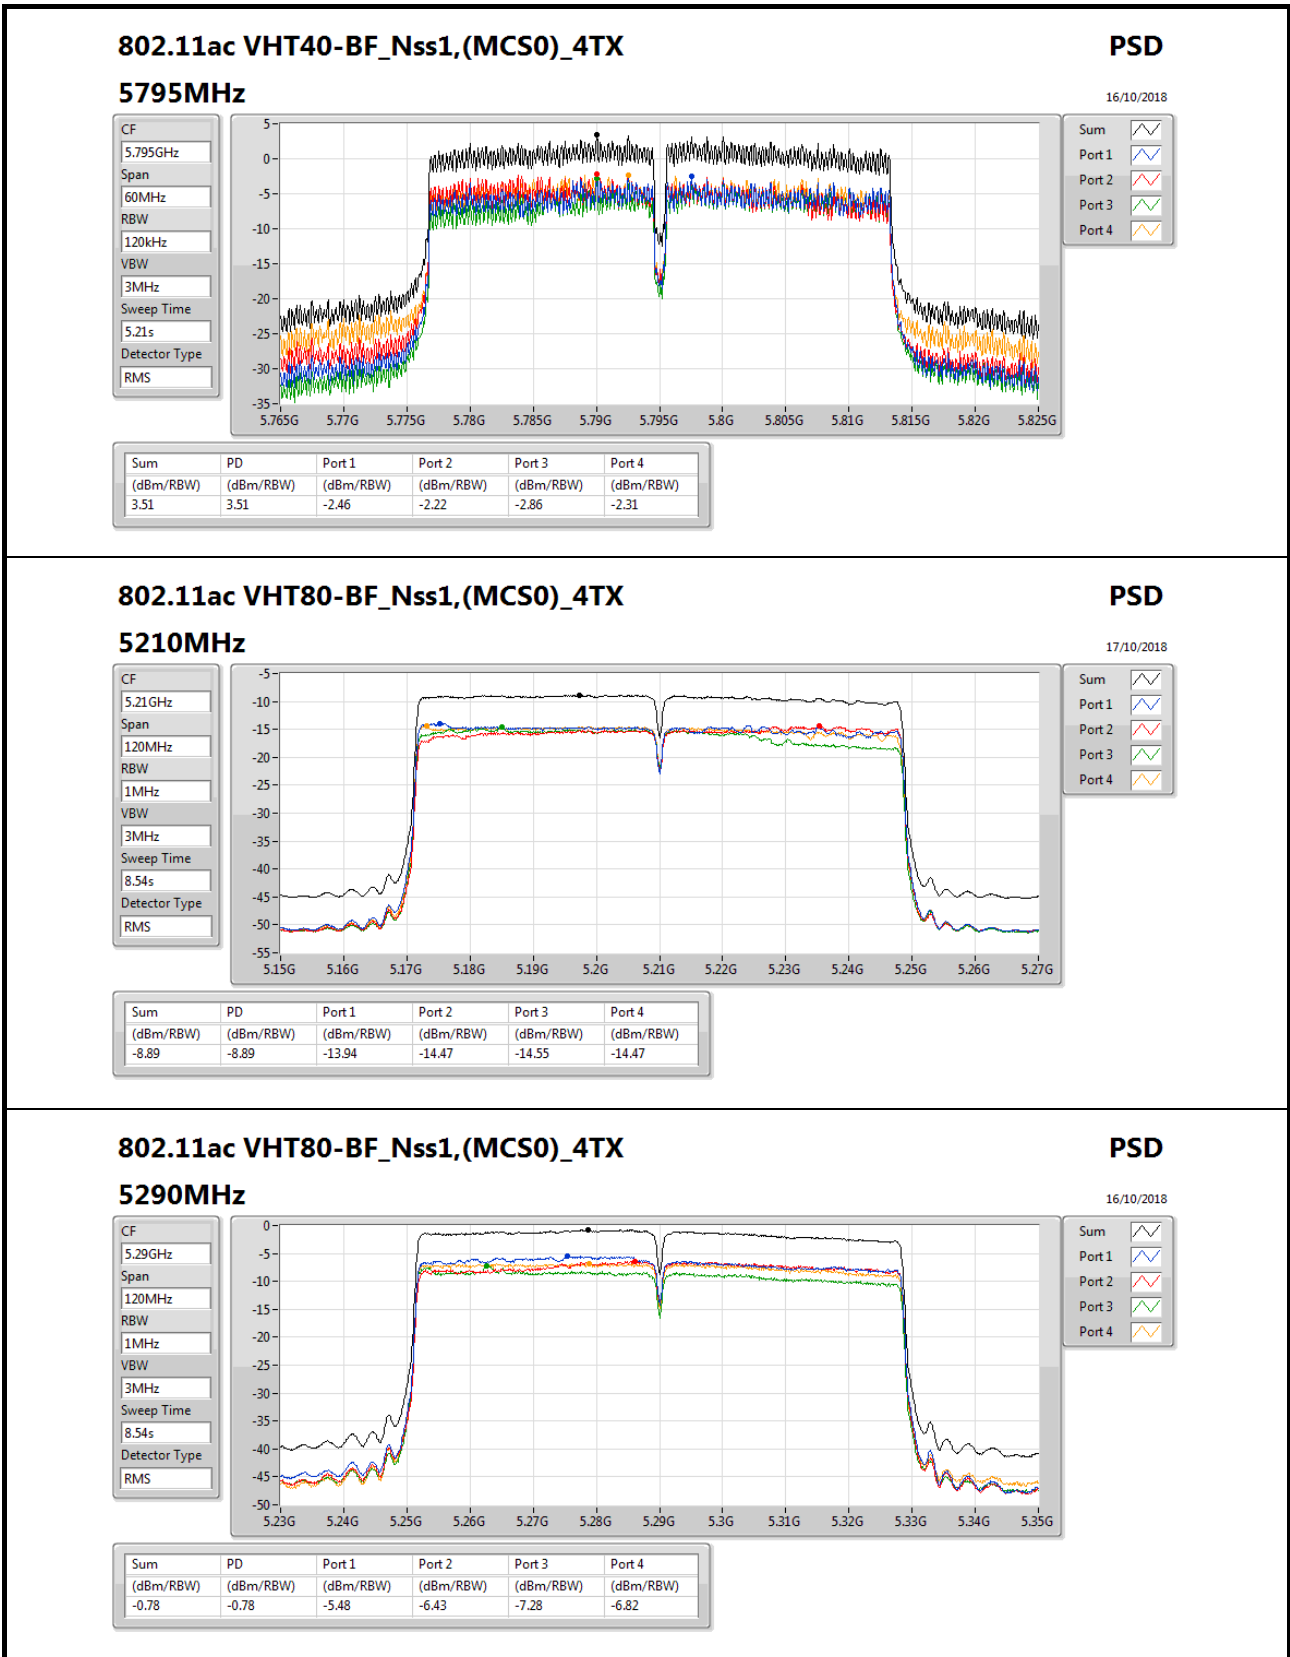 802.11ac VHT40-BF_Nss1,(MCS0)_4TX PSD
5795MHz 16/10/2018
CF
5.795GHz
Span
60MHz
RBW
120kHz
VBW
3MHz
Sweep Time
5.21s
Detector Type
RMS
5
0
-5
-10
-15
-20
-25
-30
-35
5.765G 5.77G 5.775G 5.78G 5.785G 5.79G 5.795G 5.8G 5.805G 5.81G 5.815G 5.82G 5.825G
Sum
Port 1
Port 2
Port 3
Port 4
Sum PD Port 1 Port 2 Port 3 Port 4
(dBm/RBW) (dBm/RBW) (dBm/RBW) (dBm/RBW) (dBm/RBW) (dBm/RBW)
3.51 3.51 -2.46 -2.22 -2.86 -2.31
802.11ac VHT80-BF_Nss1,(MCS0)_4TX PSD
5210MHz 17/10/2018
CF
5.21GHz
Span
120MHz
RBW
1MHz
VBW
3MHz
Sweep Time
8.54s
Detector Type
RMS
-5
-10
-15
-20
-25
-30
-35
-40
-45
-50
-55
5.15G 5.16G 5.17G 5.18G 5.19G 5.2G 5.21G 5.22G 5.23G 5.24G 5.25G 5.26G 5.27G
Sum
Port 1
Port 2
Port 3
Port 4
Sum PD Port 1 Port 2 Port 3 Port 4
(dBm/RBW) (dBm/RBW) (dBm/RBW) (dBm/RBW) (dBm/RBW) (dBm/RBW)
-8.89 -8.89 -13.94 -14.47 -14.55 -14.47
802.11ac VHT80-BF_Nss1,(MCS0)_4TX PSD
5290MHz 16/10/2018
CF
5.29GHz
Span
120MHz
RBW
1MHz
VBW
3MHz
Sweep Time
8.54s
Detector Type
RMS
0
-5
-10
-15
-20
-25
-30
-35
-40
-45
-50
5.23G 5.24G 5.25G 5.26G 5.27G 5.28G 5.29G 5.3G 5.31G 5.32G 5.33G 5.34G 5.35G
Sum
Port 1
Port 2
Port 3
Port 4
Sum PD Port 1 Port 2 Port 3 Port 4
(dBm/RBW) (dBm/RBW) (dBm/RBW) (dBm/RBW) (dBm/RBW) (dBm/RBW)
-0.78 -0.78 -5.48 -6.43 -7.28 -6.82